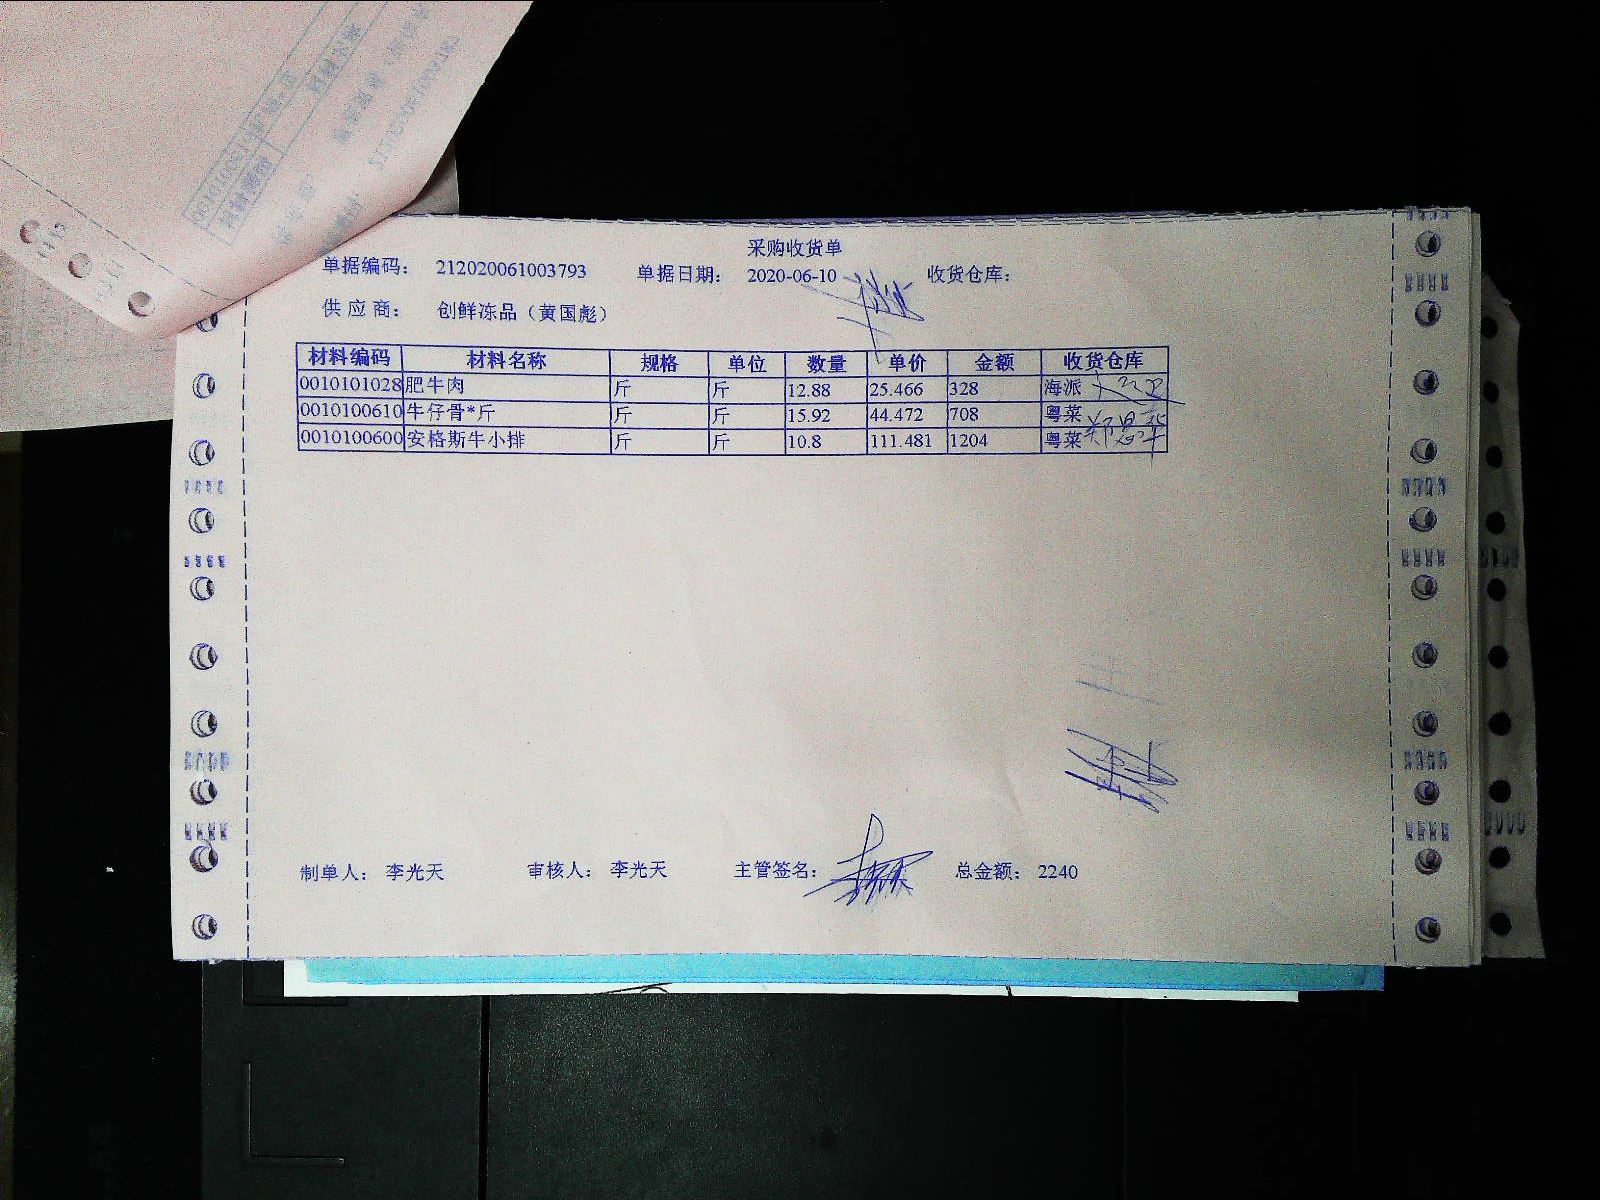 采购收货单
单据编码： 212020061003793 单据日期： 2020-06-10 收货仓库：
供 应 商： 创鲜冻品（黄国彪）
材料编码 材料名称 规格 单位 数量 单价 金额 收货仓库
0010101028 肥牛肉 斤 斤 12.88 25.466 328 海派
0010100610 牛仔骨*斤 斤 斤 15.92 44.472 708 粤菜
0010100600 安格斯牛小排 斤 斤 10.8 111.481 1204 粤菜
制单人： 李光天 审核人： 李光天 主管签名： 总金额： 2240